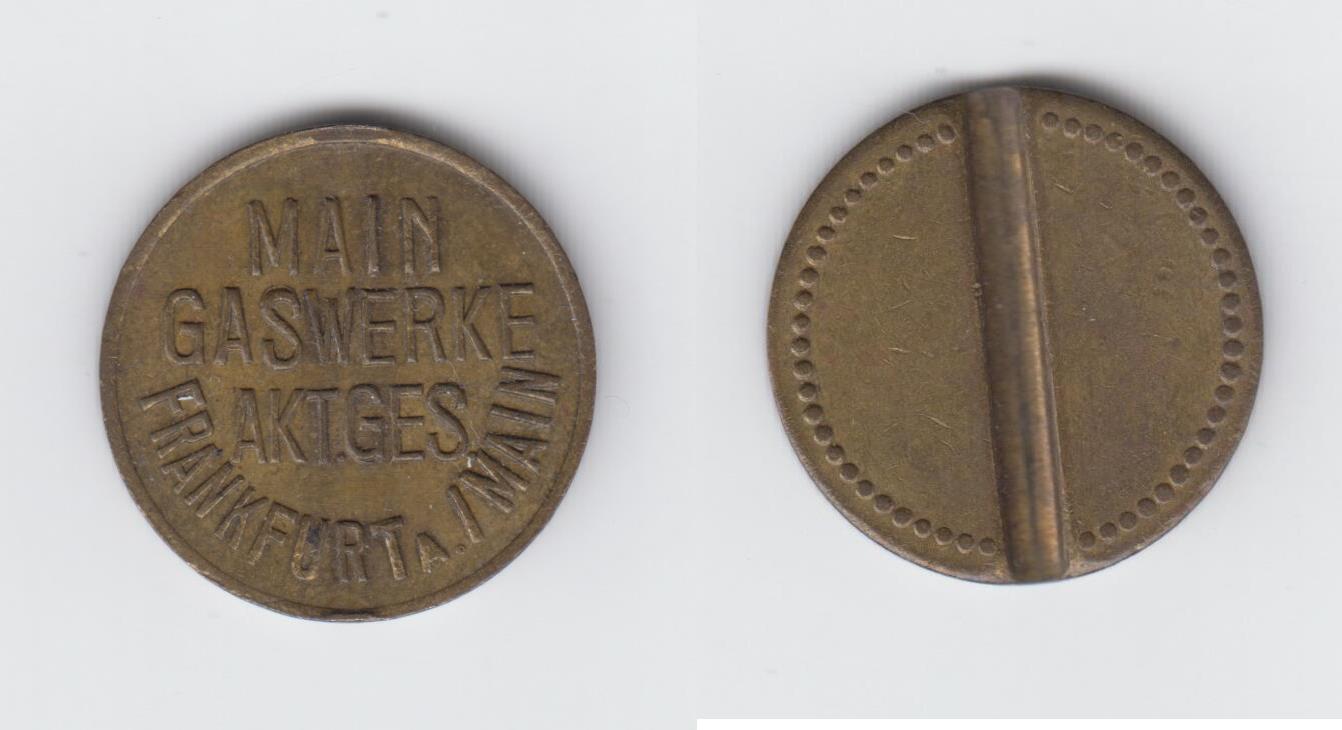 MAIN
GASWERKE
AKT.GES.
FRANKFURT A./MAIN